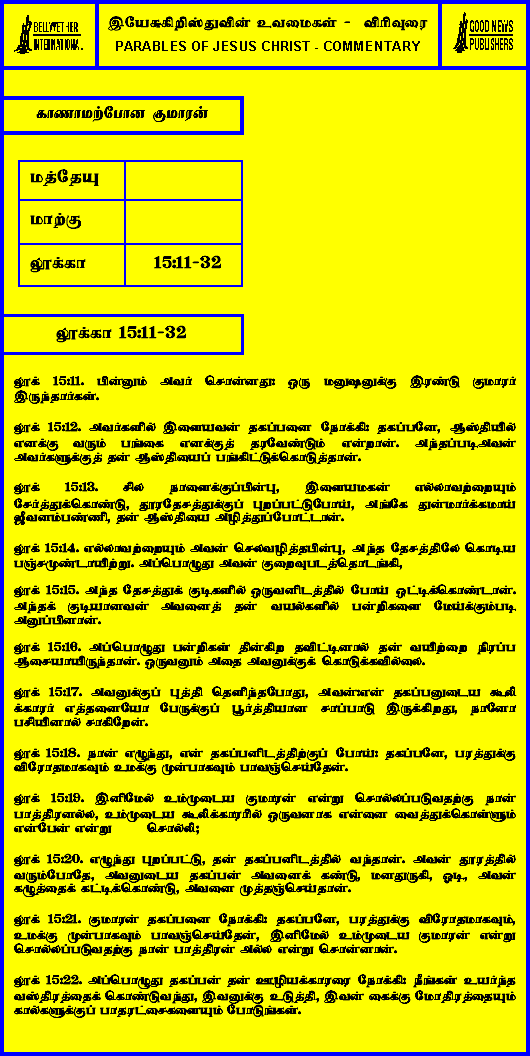 BELLWETHER
INTERNATIONAL
இயேசுகிறிஸ்துவின் உவமைகள் - விரிவுரை
PARABLES OF JESUS CHRIST - COMMENTARY
GOOD NEWS
PUBLISHERS
காணாமற்போன குமாரன்
மத்தேயு
மாற்கு
லூக்கா 15:11-32
லூக்கா 15:11-32
லூக் 15:11. பின்னும் அவர் சொன்னது: ஒரு மனுஷனுக்கு இரண்டு குமாரர்
இருந்தார்கள்.
லூக் 15:12. அவர்களில் இளையவன் தகப்பனை நோக்கி: தகப்பனே, ஆஸ்தியில்
எனக்கு வரும் பங்கை எனக்குத் தரவேண்டும் என்றான். அந்தப்படிஅவன்
அவர்களுக்குத் தன் ஆஸ்தியைப் பங்கிட்டுக்கொடுத்தான்.
லூக் 15:13. சில நாளைக்குப்பின்பு, இளையமகன் எல்லாவற்றையும்
சேர்த்துக்கொண்டு, தூரதேசத்துக்குப் புறப்பட்டுபோய், அங்கே துன்மார்க்கமாய்
ஜீவனம்பண்ணி, தன் ஆஸ்தியை அழித்துப்போட்டான்.
லூக் 15:14. எல்லாவற்றையும் அவன் செலவழித்தபின்பு, அந்த தேசத்திலே கொடிய
பஞ்சமுண்டாயிற்று. அப்பொழுது அவன் குறைவுபடத்தொடங்கி,
லூக் 15:15. அந்த தேசத்துக் குடிகளில் ஒருவனிடத்தில் போய் ஒட்டிக்கொண்டான்.
அந்தக் குடியானவன் அவனைத் தன் வயல்களில் பன்றிகளை மேய்க்கும்படி
அனுப்பினான்.
லூக் 15:16. அப்பொழுது பன்றிகள் தின்கிற தவிட்டினால் தன் வயிற்றை நிரப்ப
ஆசையாயிருந்தான். ஒருவனும் அதை அவனுக்குக் கொடுக்கவில்லை.
லூக் 15:17. அவனுக்குப் புத்தி தெளிந்தபோது, அவன்:என் தகப்பனுடைய கூலி
க்காரர் எத்தனையோ பேருக்குப் பூர்த்தியான சாப்பாடு இருக்கிறது, நானோ
பசியினால் சாகிறேன்.
லூக் 15:18. நான் எழுந்து, என் தகப்பனிடத்திற்குப் போய்: தகப்பனே, பரத்துக்கு
விரோதமாகவும் உமக்கு முன்பாகவும் பாவஞ்செய்தேன்.
லூக் 15:19. இனிமேல் உம்முடைய குமாரன் என்று சொல்லப்படுவதற்கு நான்
பாத்திரனல்ல, உம்முடைய கூலிக்காரரில் ஒருவனாக என்னை வைத்துக்கொள்ளும்
என்பேன் என்று சொல்லி;
லூக் 15:20. எழுந்து புறப்பட்டு, தன் தகப்பனிடத்தில் வந்தான். அவன் தூரத்தில்
வரும்போதே, அவனுடைய தகப்பன் அவனைக் கண்டு, மனதுருகி, ஓடி., அவன்
கழுத்தைக் கட்டிக்கொண்டு, அவனை முத்தஞ்செய்தான்.
லூக் 15:21. குமாரன் தகப்பனை நோக்கி: தகப்பனே, பரத்துக்கு விரோதமாகவும்,
உமக்கு முன்பாகவும் பாவஞ்செய்தேன், இனிமேல் உம்முடைய குமாரன் என்று
சொல்லப்படுவதற்கு நான் பாத்திரன் அல்ல என்று சொன்னான்.
லூக் 15:22. அப்பொழுது தகப்பன் தன் ஊழியக்காரரை நோக்கி: நீங்கள் உயர்ந்த
வஸ்திரத்தைக் கொண்டுவந்து, இவனுக்கு உடுத்தி, இவன் கைக்கு மோதிரத்தையும்
கால்களுக்குப் பாதரட்சைகளையும் போடுங்கள்.